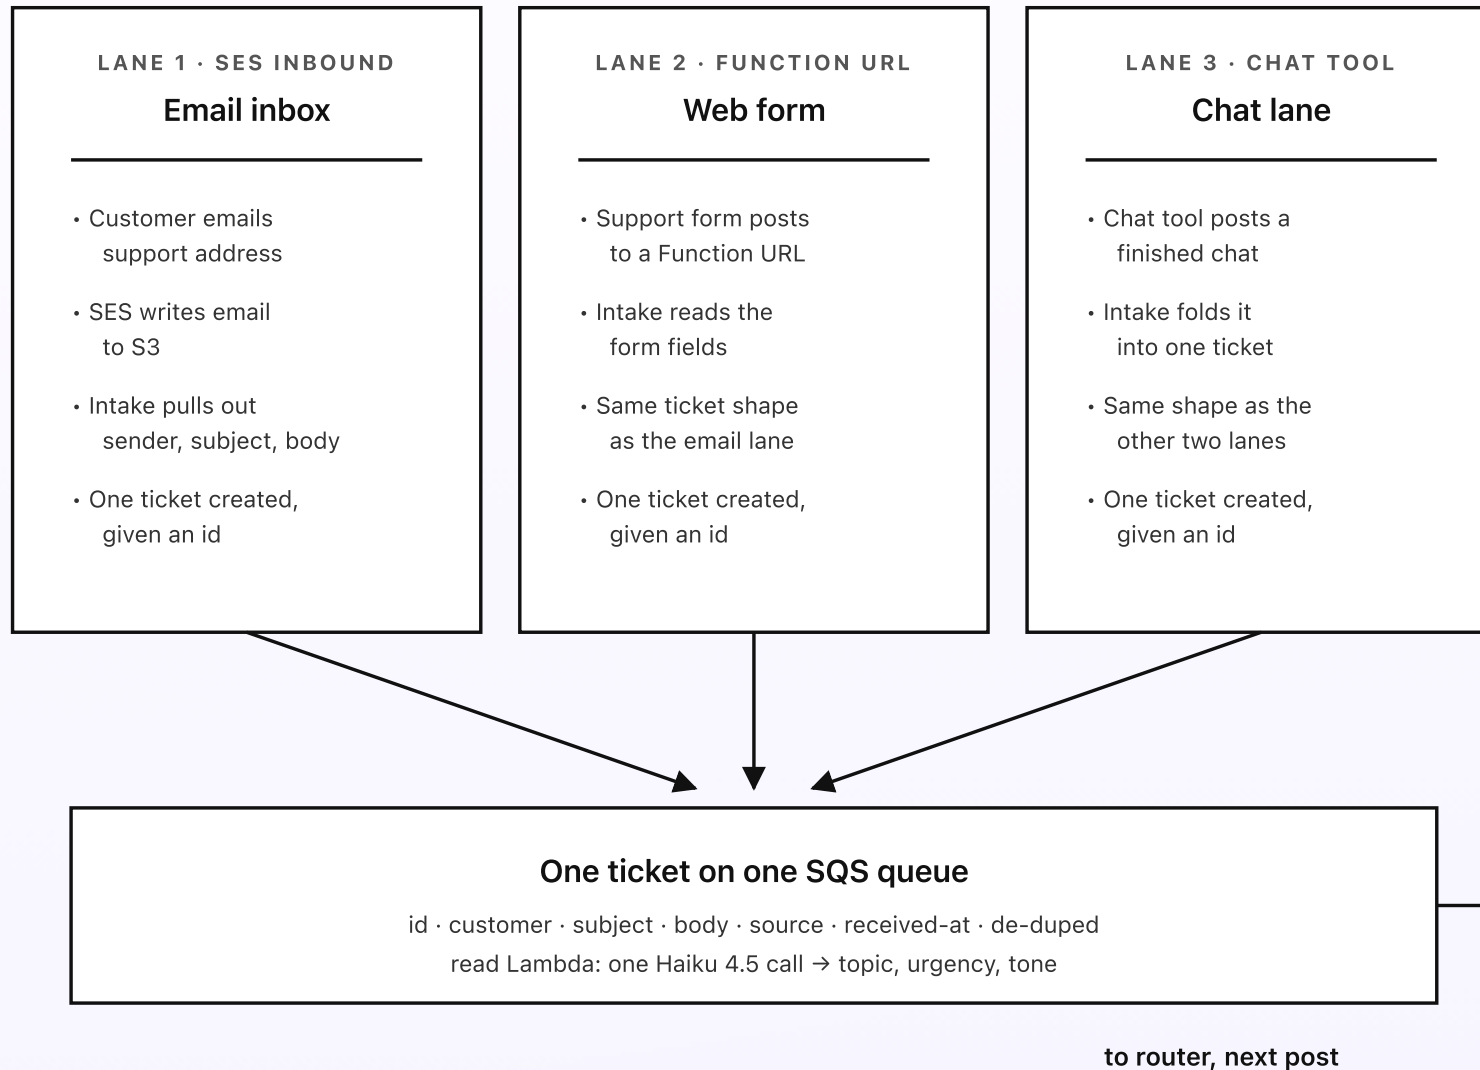 LANE 1 · SES INBOUND
Email inbox
• Customer emails
support address
• SES writes email
to S3
• Intake pulls out
sender, subject, body
• One ticket created,
given an id
LANE 2 · FUNCTION URL
Web form
• Support form posts
to a Function URL
• Intake reads the
form fields
• Same ticket shape
as the email lane
• One ticket created,
given an id
LANE 3 · CHAT TOOL
Chat lane
• Chat tool posts a
finished chat
• Intake folds it
into one ticket
• Same shape as the
other two lanes
• One ticket created,
given an id
One ticket on one SQS queue
id · customer · subject · body · source · received-at · de-duped
read Lambda: one Haiku 4.5 call → topic, urgency, tone
to router, next post